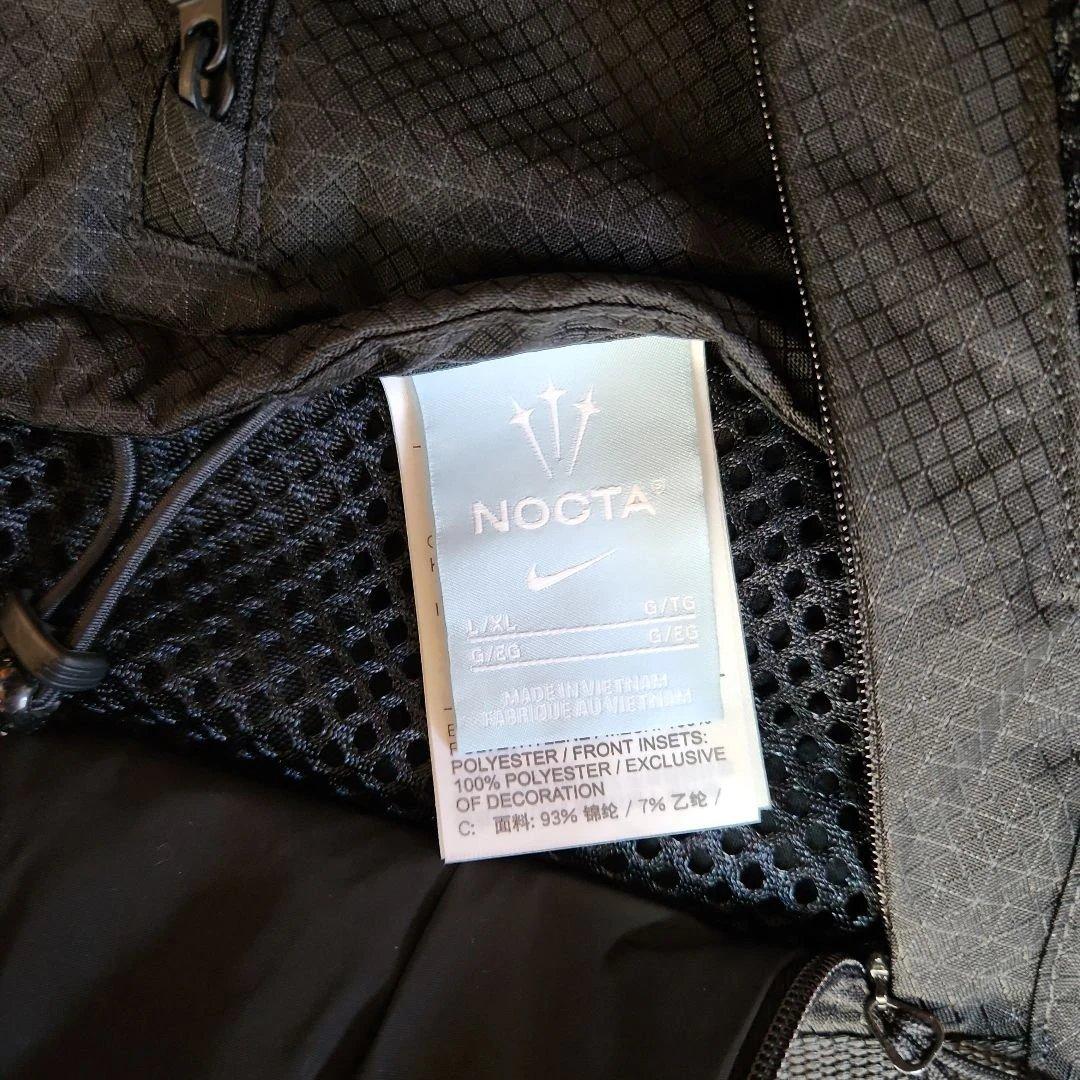 NOCTA®
L/XL G/TG
G/EG G/EG
MADE IN VIETNAM
FABRIQUE AU VIETNAM
POLYESTER / FRONT INSETS:
100% POLYESTER / EXCLUSIVE
OF DECORATION
C: 面料: 93% 锦纶 / 7% 乙纶 /